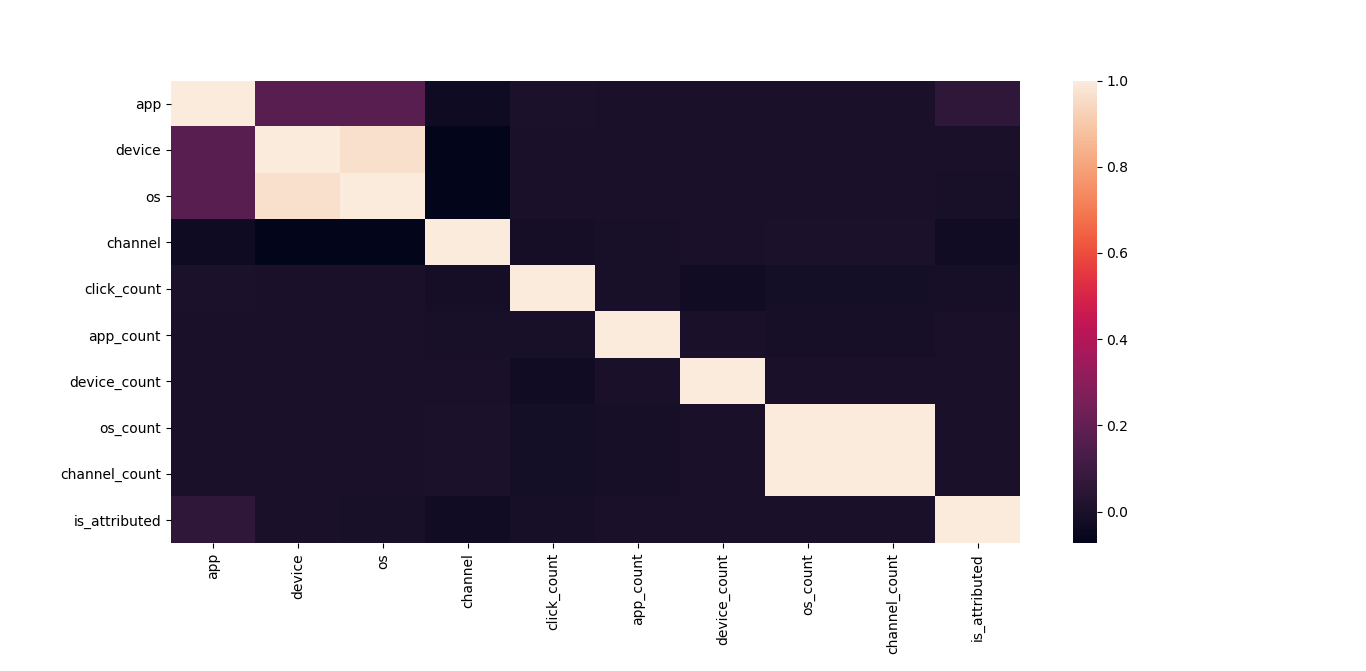 app
device
os
channel
click_count
app_count
device_count
os_count
channel_count
is_attributed
app
device
os
channel
click_count
app_count
device_count
os_count
channel_count
is_attributed
1.0
0.8
0.6
0.4
0.2
0.0